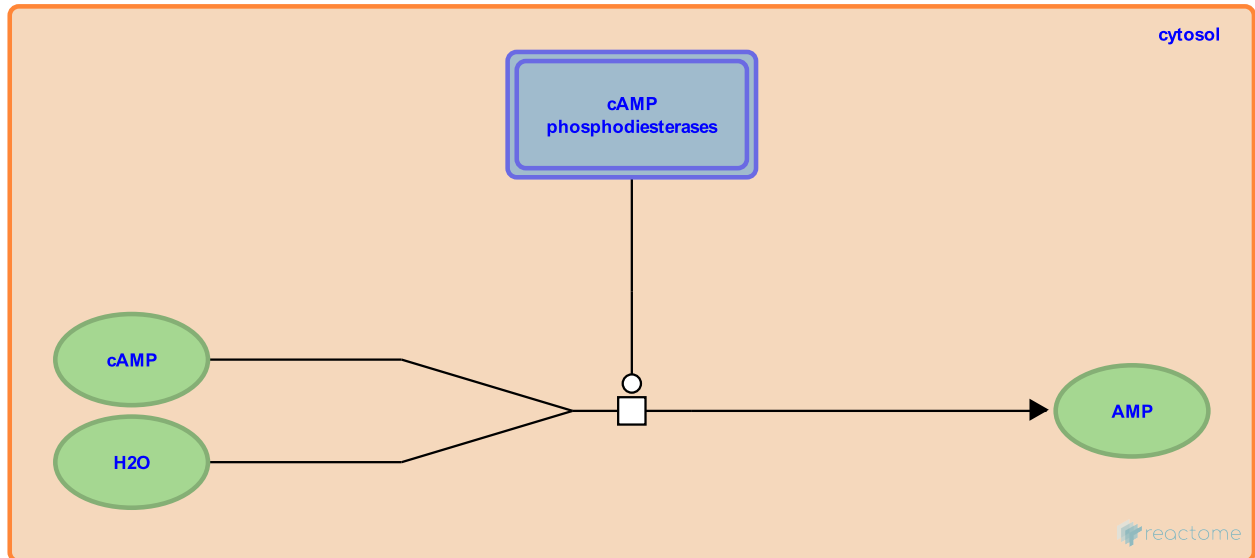 cytosol
cAMP
phosphodiesterases
cAMP
H2O
AMP
reactome